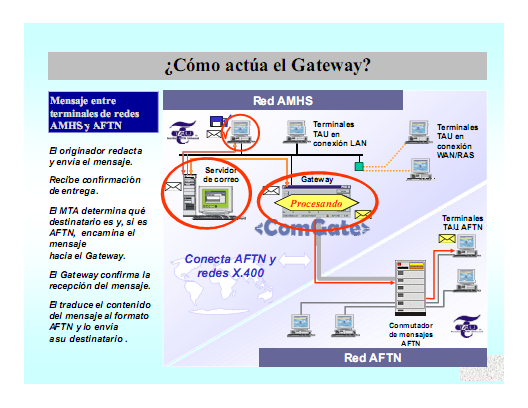 ¿Cómo actúa el Gateway?
Mensaje entre
terminales de redes
AMHS y AFTN
El originador redacta
y envía el mensaje.
Recibe confirmación
de entrega.
El MTA determina qué
destinatario es y, si es
AFTN, encamína el
mensaje
hacia el Gateway.
El Gateway confirma la
recepción del mensaje.
El traduce el contenido
del mensaje al formato
AFTN y lo envía
a su destinatario.
Red AMHS
Terminales
TAU en
conexión LAN
Terminales
TAU en
conexión
WAN/RAS
Servidor
de correo
Gateway
Procesando
<ComGate>
Conecta AFTN y
redes X.400
Terminales
TAU AFTN
Conmutador
de mensajes
AFTN
Red AFTN